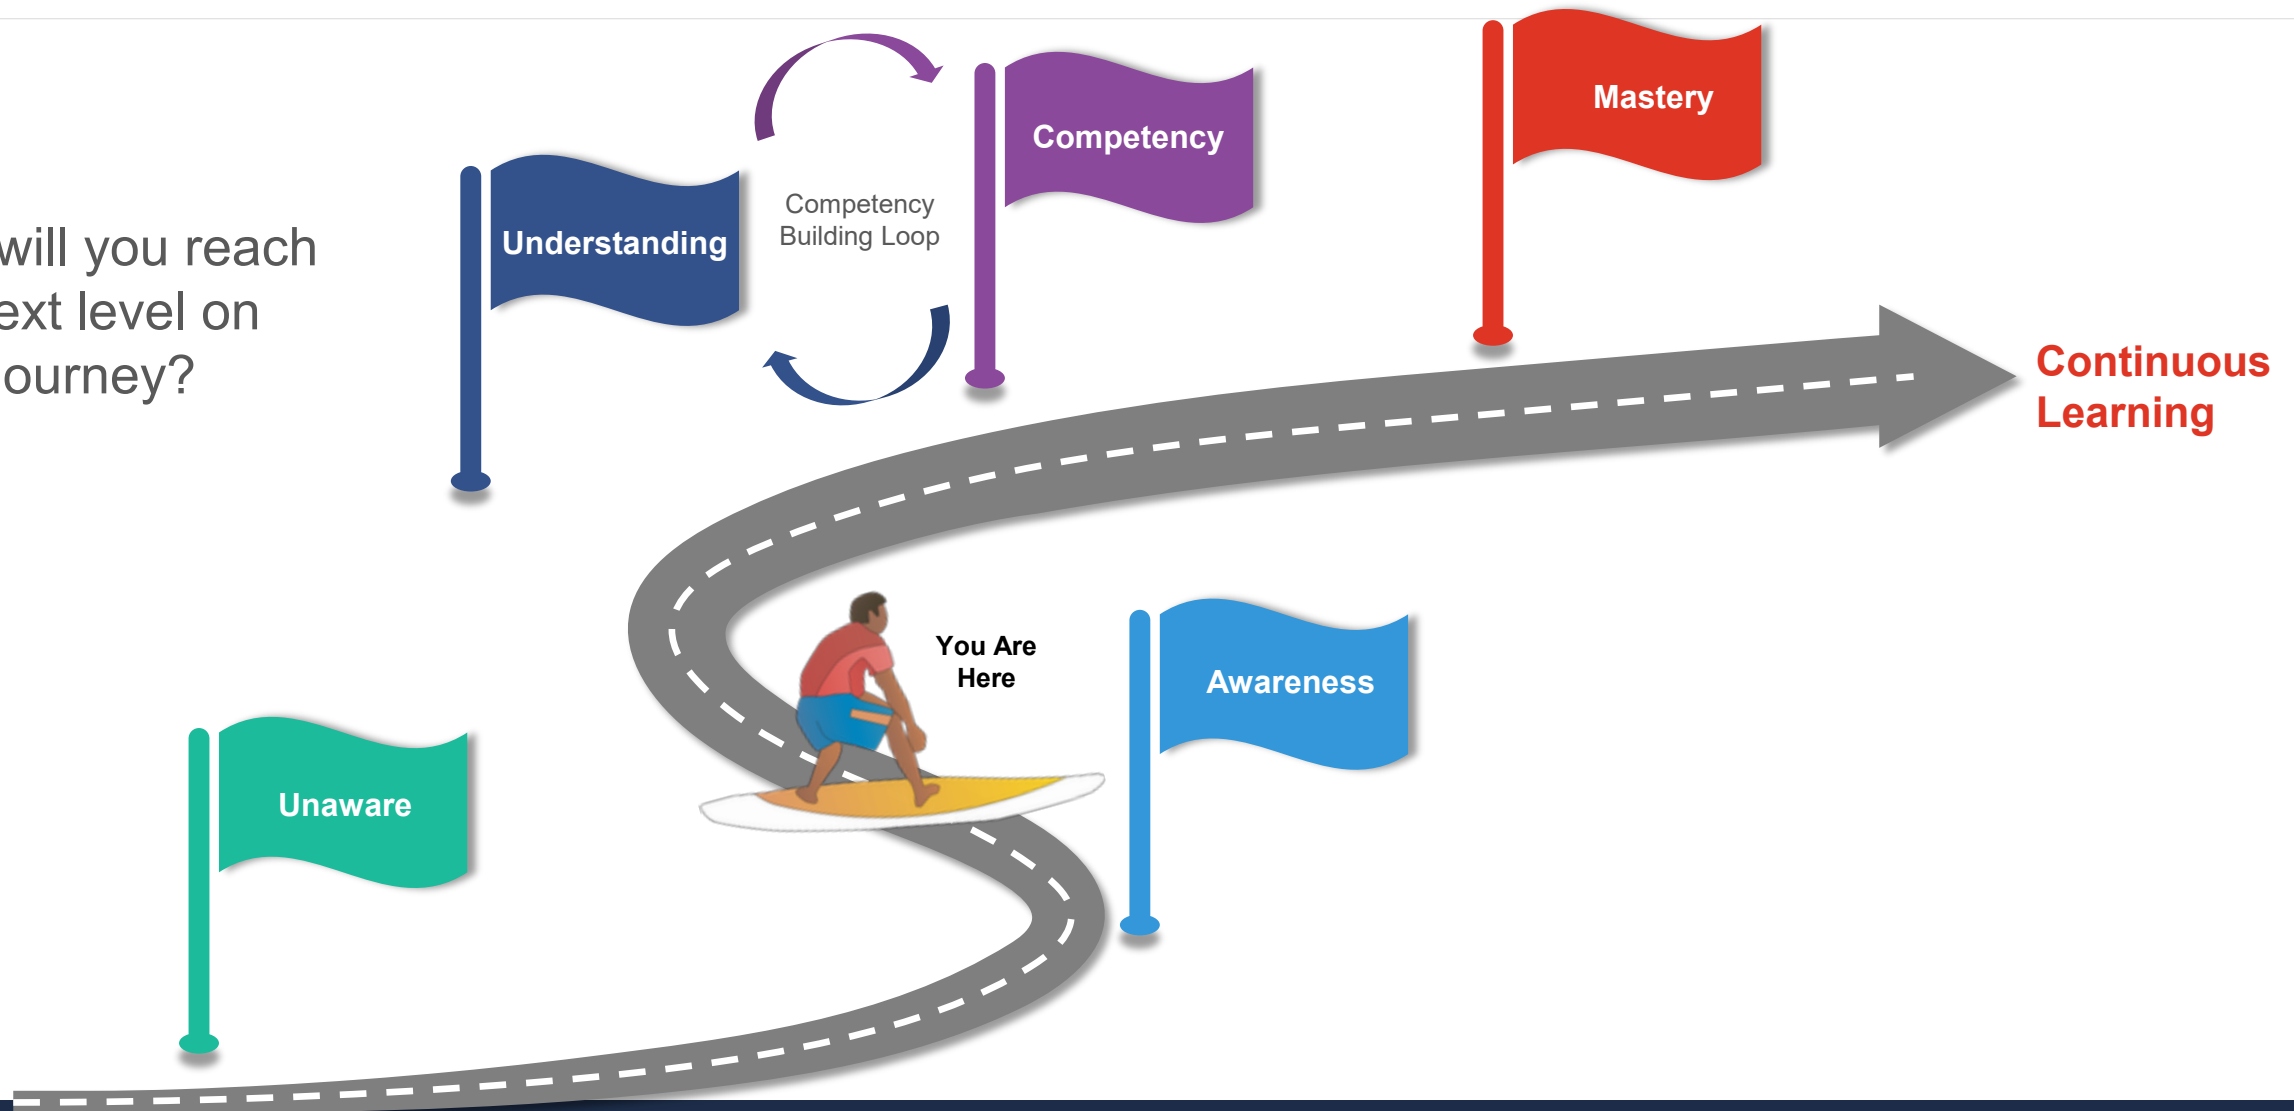 Mastery
Competency
Understanding
Competency
Building Loop
will you reach
ext level on
ourney?
Continuous
Learning
You Are
Here
Awareness
Unaware